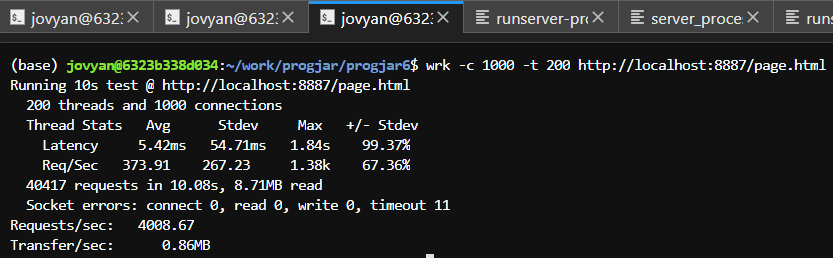 jovyan@6323 jovyan@6323 jovyan@6323 runserver-pro server_proces runs
(base) jovyan@6323b338d034:~/work/progjar/progjar6$ wrk -c 1000 -t 200 http://localhost:8887/page.html
Running 10s test @ http://localhost:8887/page.html
  200 threads and 1000 connections
  Thread Stats   Avg      Stdev     Max   +/- Stdev
    Latency     5.42ms   54.71ms   1.84s    99.37%
    Req/Sec   373.91    267.23     1.38k    67.36%
  40417 requests in 10.08s, 8.71MB read
  Socket errors: connect 0, read 0, write 0, timeout 11
Requests/sec:   4008.67
Transfer/sec:      0.86MB